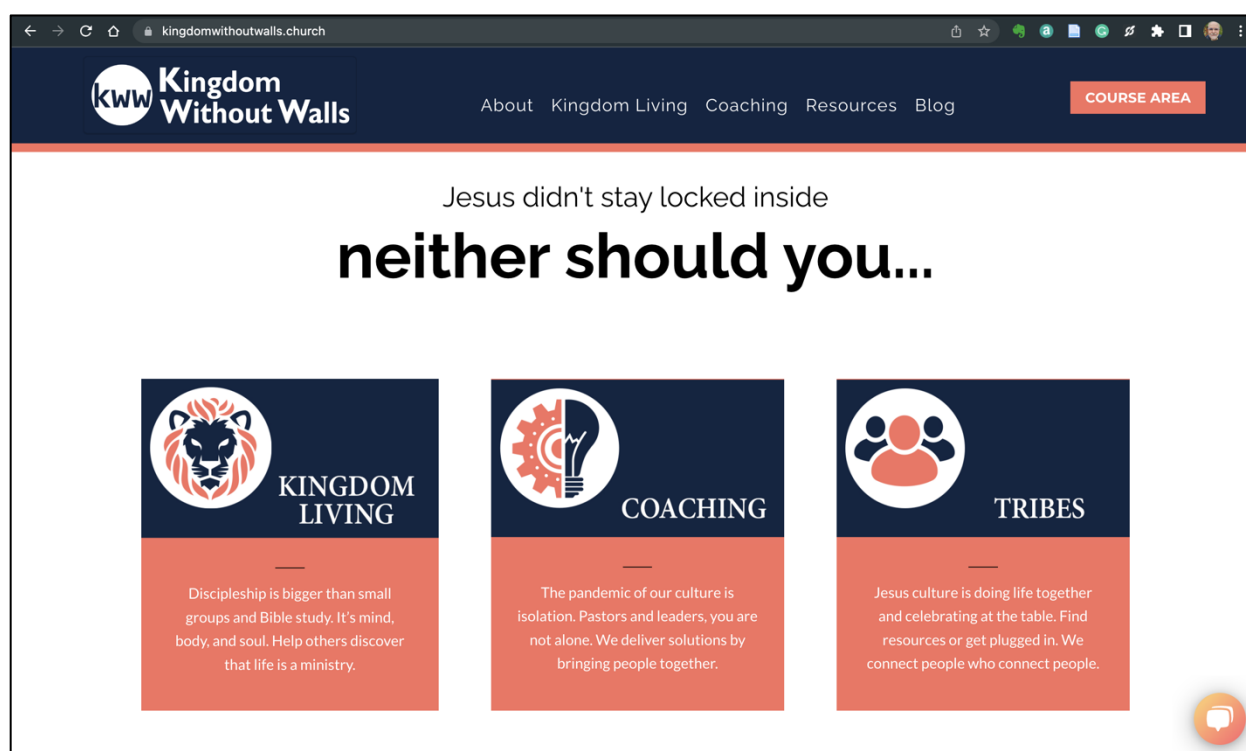 kingdomwithoutwalls.church
kww Kingdom
Without Walls
About Kingdom Living Coaching Resources Blog
COURSE AREA
Jesus didn't stay locked inside
neither should you...
KINGDOM
LIVING
Discipleship is bigger than small
groups and Bible study. It's mind,
body, and soul. Help others discover
that life is a ministry.
COACHING
The pandemic of our culture is
isolation. Pastors and leaders, you are
not alone. We deliver solutions by
bringing people together.
TRIBES
Jesus culture is doing life together
and celebrating at the table. Find
resources or get plugged in. We
connect people who connect people.